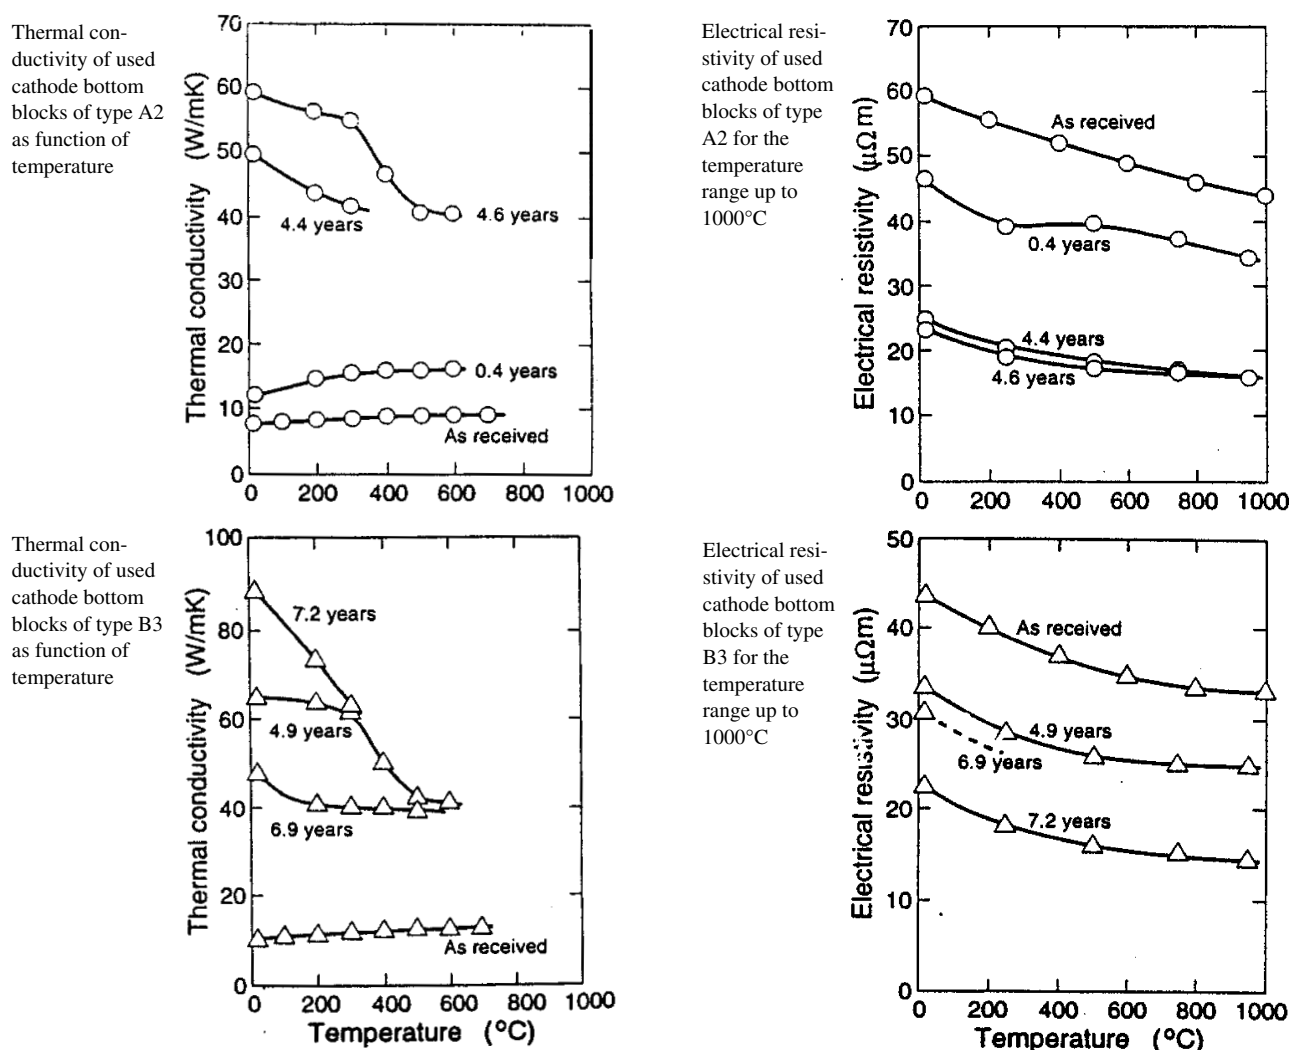 Thermal con-
ductivity of used
cathode bottom
blocks of type A2
as function of
temperature
Thermal conductivity (W/mK)
70
60
50
40
30
20
10
0
4.6 years
4.4 years
0.4 years
As received
0 200 400 600 800 1000
Electrical resi-
stivity of used
cathode bottom
blocks of type
A2 for the
temperature
range up to
1000°C
Electrical resistivity (μΩm)
70
60
50
40
30
20
10
0
As received
0.4 years
4.4 years
4.6 years
0 200 400 600 800 1000
Thermal con-
ductivity of used
cathode bottom
blocks of type B3
as function of
temperature
Thermal conductivity (W/mK)
100
80
60
40
20
0
7.2 years
4.9 years
6.9 years
As received
0 200 400 600 800 1000
Temperature (°C)
Electrical resi-
stivity of used
cathode bottom
blocks of type
B3 for the
temperature
range up to
1000°C
Electrical resistivity (μΩm)
50
40
30
20
10
0
As received
4.9 years
6.9 years
7.2 years
0 200 400 600 800 1000
Temperature (°C)